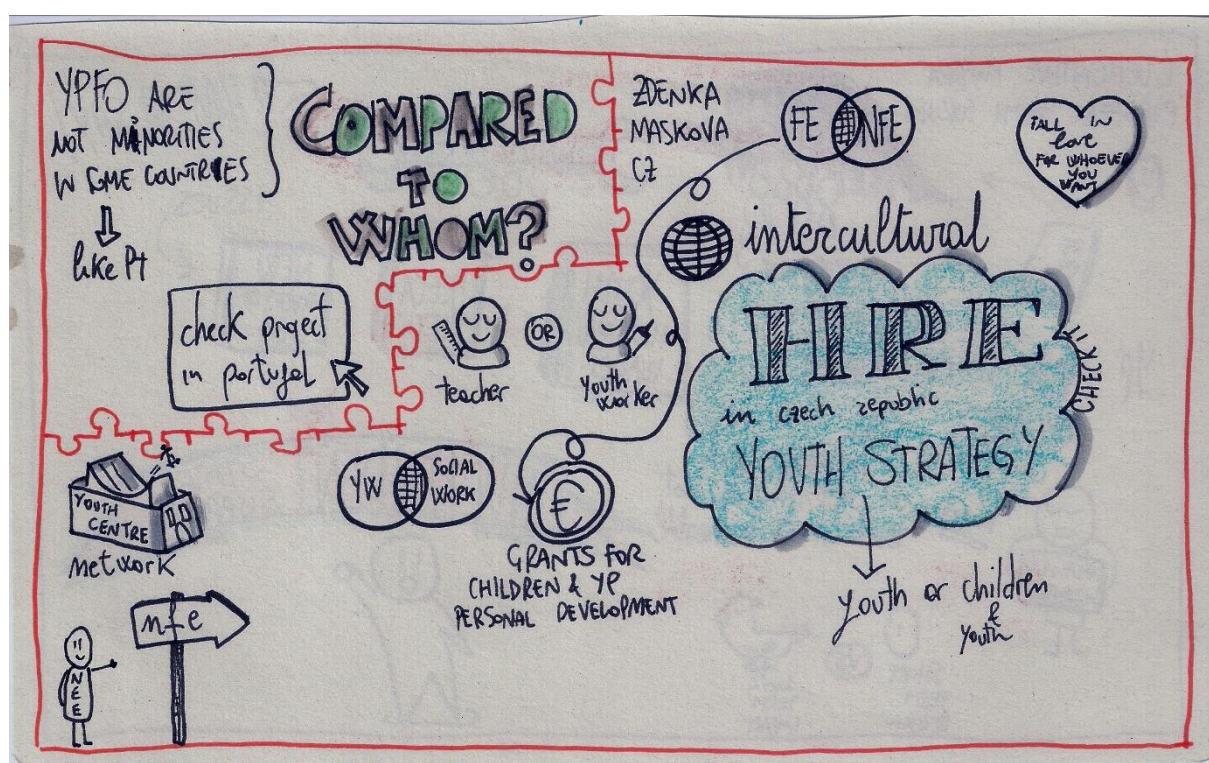 YPFO ARE
NOT MINORITIES
IN SOME COUNTRIES
like Pt
COMPARED
TO
WHOM?
check project
in portugal
ZDENKA
MASKOVA
CZ
FE NFE
FALL IN
love
FOR WHOEVER
YOU
WANT
intercultural
HRE
in czech republic
YOUTH STRATEGY
CHECK IT
youth or children
&
youth
teacher
OR
Youth
worker
YW
SOCIAL
WORK
€
GRANTS FOR
CHILDREN & YP
PERSONAL DEVELOPMENT
YOUTH
CENTRE
network
nfe
NEE